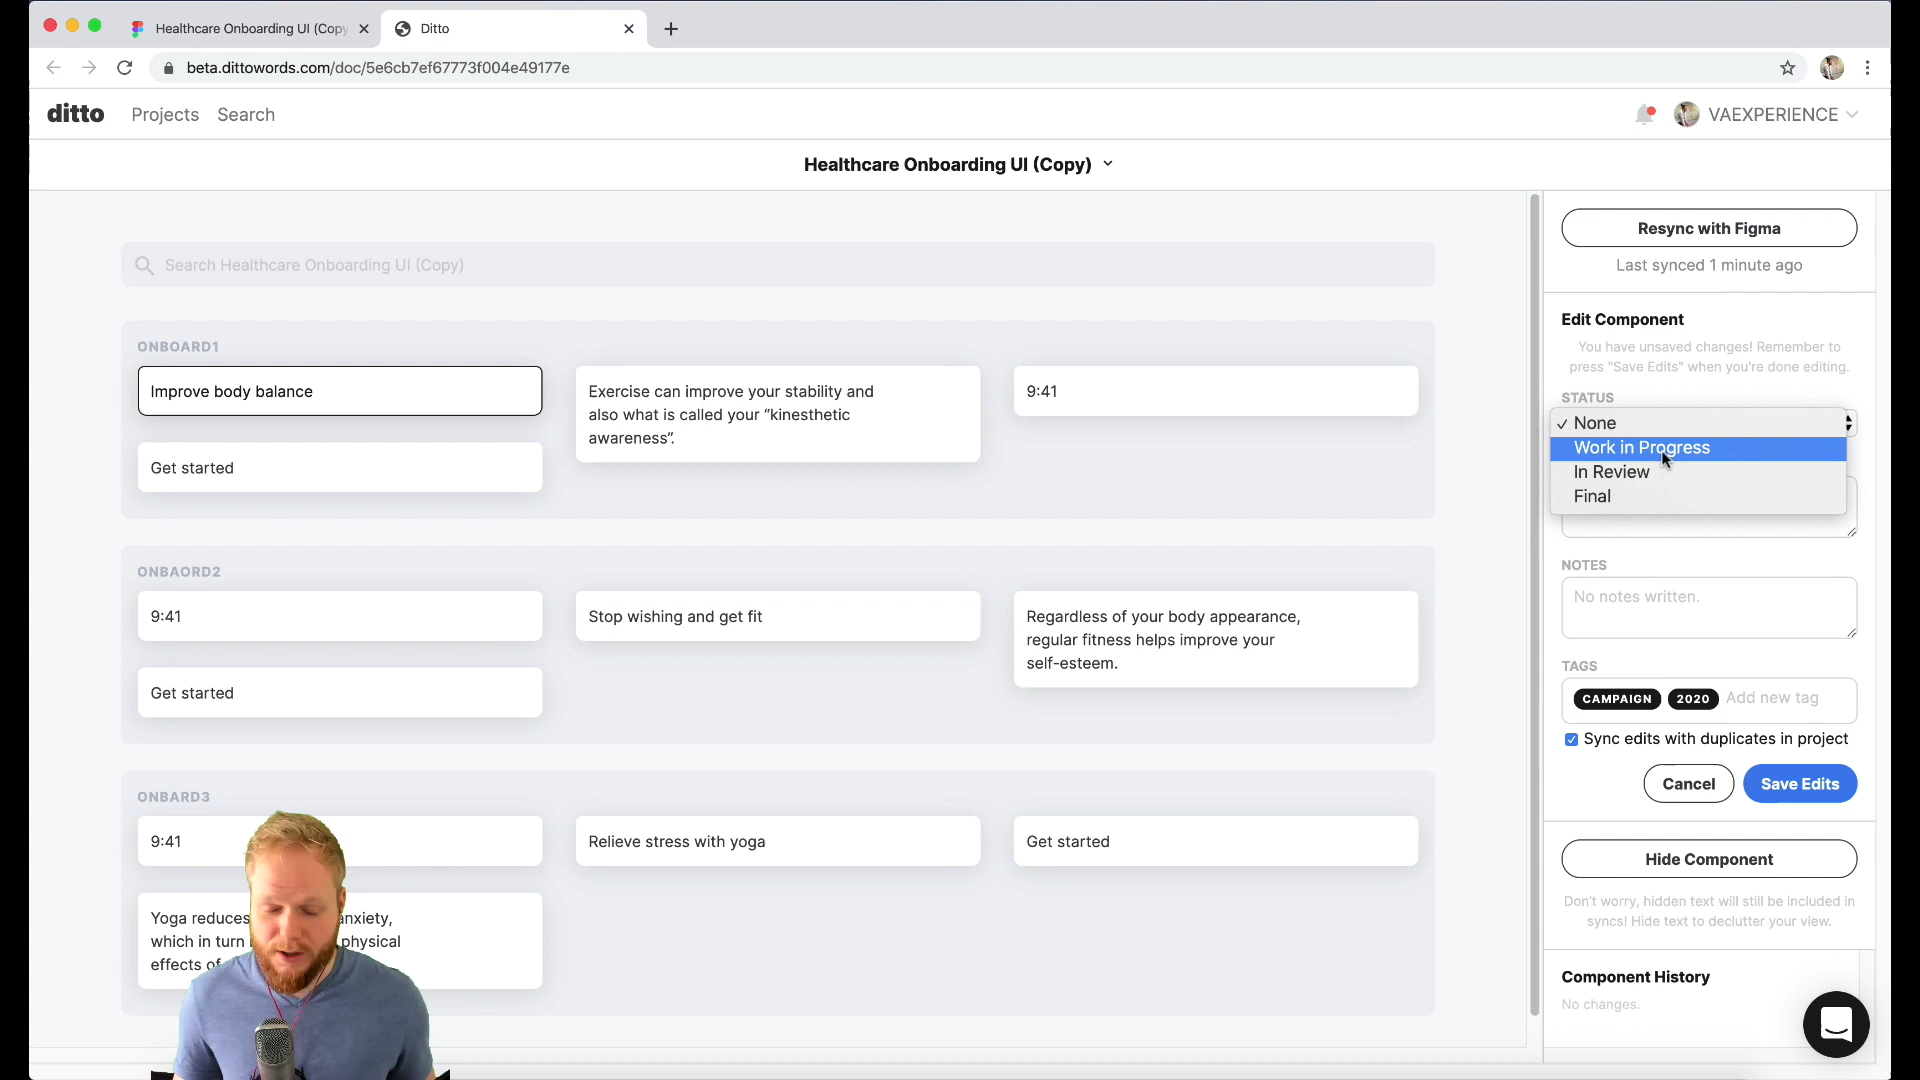 Healthcare Onboarding UI (Copy
Ditto
beta.dittowords.com/doc/5e6cb7ef67773f004e49177e
ditto
Projects
Search
VAEXPERIENCE
Healthcare Onboarding UI (Copy)
Search Healthcare Onboarding UI (Copy)
ONBOARD1
Improve body balance
Exercise can improve your stability and
also what is called your “kinesthetic
awareness”.
9:41
Get started
ONBAORD2
9:41
Stop wishing and get fit
Regardless of your body appearance,
regular fitness helps improve your
self-esteem.
Get started
ONBARD3
9:41
Relieve stress with yoga
Get started
Yoga reduces
which in turn physical
effects of
Resync with Figma
Last synced 1 minute ago
Edit Component
You have unsaved changes! Remember to
press "Save Edits" when you're done editing.
STATUS
None
Work in Progress
In Review
Final
NOTES
No notes written.
TAGS
CAMPAIGN
2020
Add new tag
Sync edits with duplicates in project
Cancel
Save Edits
Hide Component
Don't worry, hidden text will still be included in
syncs! Hide text to declutter your view.
Component History
No changes.